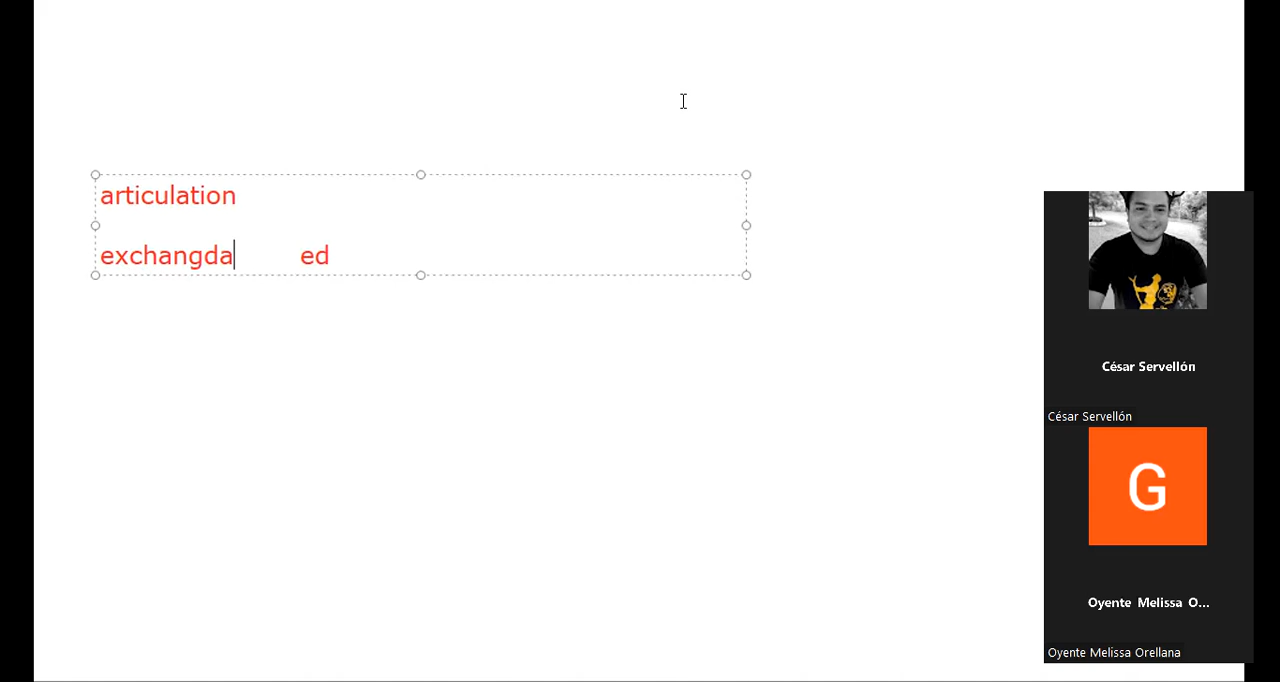 articulation
exchangda ed
César Servellón
César Servellón
G
Oyente Melissa O...
Oyente Melissa Orellana